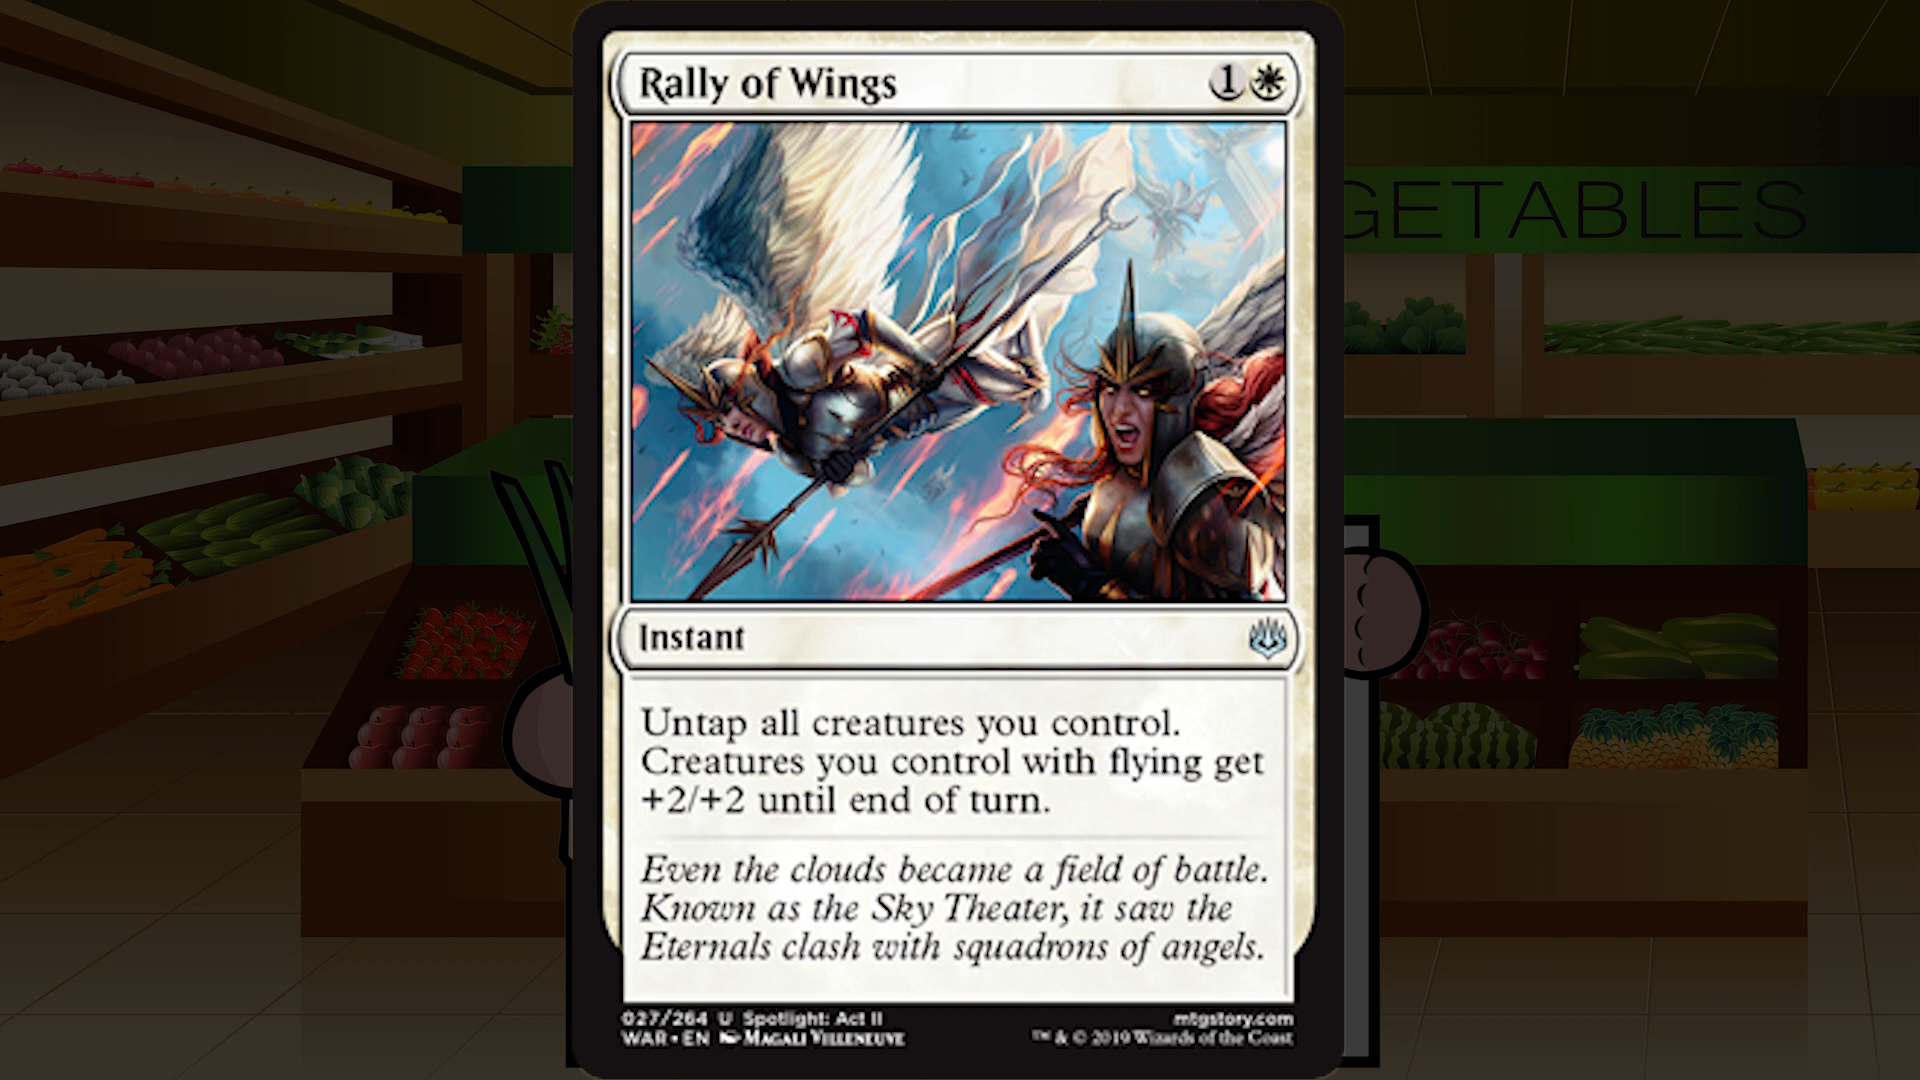 Rally of Wings 1
GETABLES
Instant
Untap all creatures you control.
Creatures you control with flying get
+2/+2 until end of turn.
Even the clouds became a field of battle.
Known as the Sky Theater, it saw the
Eternals clash with squadrons of angels.
027/264 U Spotlight: Act II
mtgstory.com
WAR • EN Magali Villeneuve
™ & © 2019 Wizards of the Coast